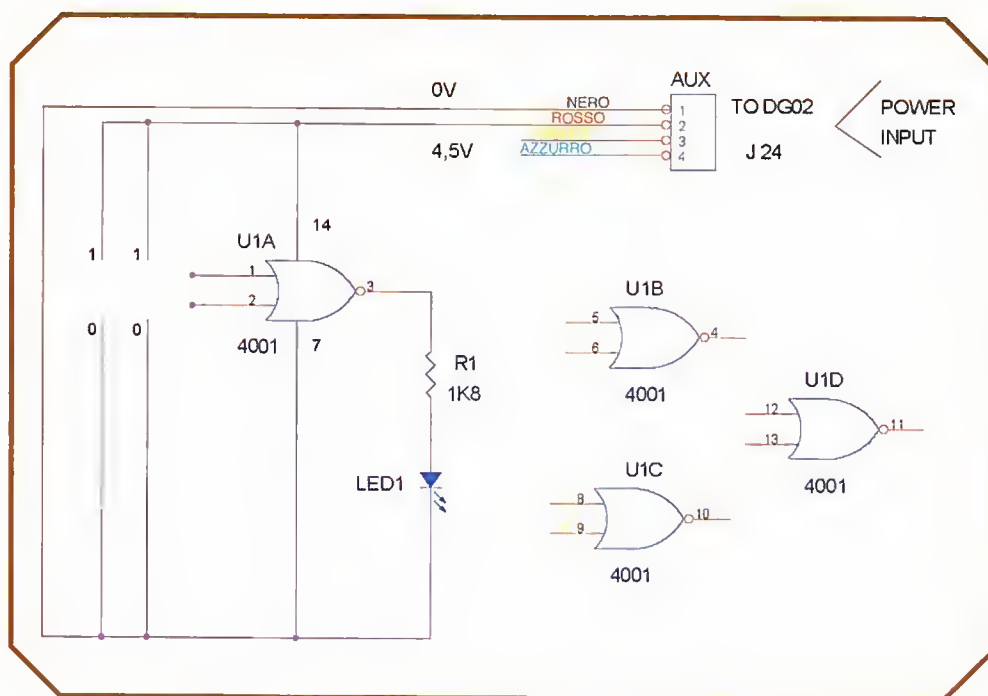 AUX
0V
NERO
1
TO DG02
POWER
ROSSO
2
INPUT
3
4,5V
AZZURRO
4
J 24
14
U1A
1
1
1
3
2
0
0
4001
7
R1
1K8
LED1
U1B
5
4
6
4001
U1D
12
11
13
4001
U1C
8
10
9
4001